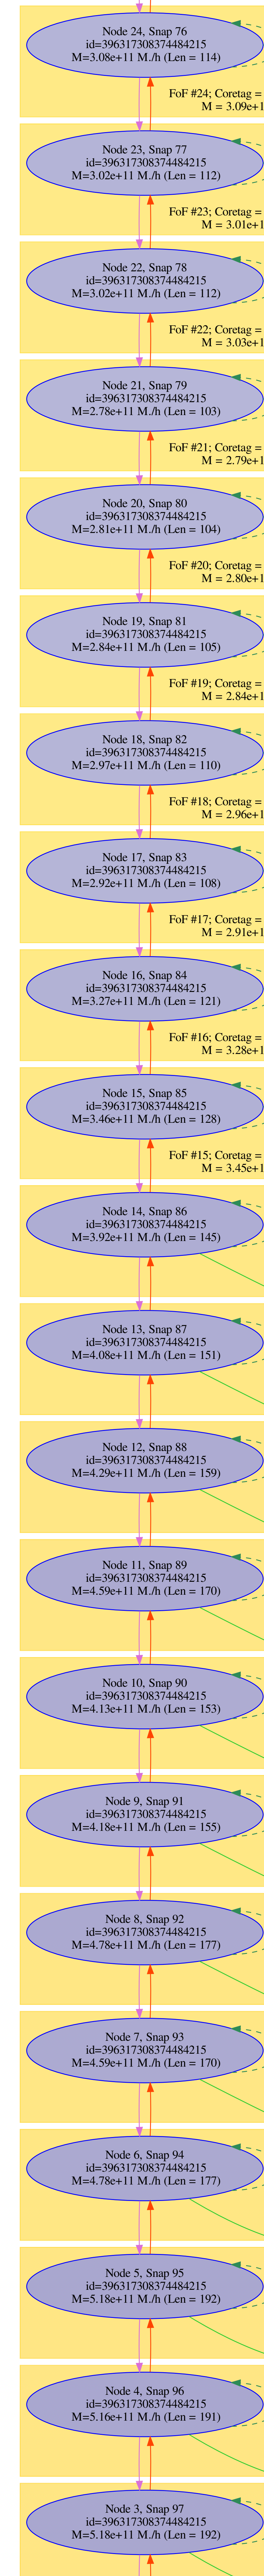 Node 24, Snap 76
id=396317308374484215
M=3.08e+11 M./h (Len = 114)
FoF #24; Coretag =
M = 3.09e+1
Node 23, Snap 77
id=396317308374484215
M=3.02e+11 M./h (Len = 112)
FoF #23; Coretag =
M = 3.01e+1
Node 22, Snap 78
id=396317308374484215
M=3.02e+11 M./h (Len = 112)
FoF #22; Coretag =
M = 3.03e+1
Node 21, Snap 79
id=396317308374484215
M=2.78e+11 M./h (Len = 103)
FoF #21; Coretag =
M = 2.79e+1
Node 20, Snap 80
id=396317308374484215
M=2.81e+11 M./h (Len = 104)
FoF #20; Coretag =
M = 2.80e+1
Node 19, Snap 81
id=396317308374484215
M=2.84e+11 M./h (Len = 105)
FoF #19; Coretag =
M = 2.84e+1
Node 18, Snap 82
id=396317308374484215
M=2.97e+11 M./h (Len = 110)
FoF #18; Coretag =
M = 2.96e+1
Node 17, Snap 83
id=396317308374484215
M=2.92e+11 M./h (Len = 108)
FoF #17; Coretag =
M = 2.91e+1
Node 16, Snap 84
id=396317308374484215
M=3.27e+11 M./h (Len = 121)
FoF #16; Coretag =
M = 3.28e+1
Node 15, Snap 85
id=396317308374484215
M=3.46e+11 M./h (Len = 128)
FoF #15; Coretag =
M = 3.45e+1
Node 14, Snap 86
id=396317308374484215
M=3.92e+11 M./h (Len = 145)
Node 13, Snap 87
id=396317308374484215
M=4.08e+11 M./h (Len = 151)
Node 12, Snap 88
id=396317308374484215
M=4.29e+11 M./h (Len = 159)
Node 11, Snap 89
id=396317308374484215
M=4.59e+11 M./h (Len = 170)
Node 10, Snap 90
id=396317308374484215
M=4.13e+11 M./h (Len = 153)
Node 9, Snap 91
id=396317308374484215
M=4.18e+11 M./h (Len = 155)
Node 8, Snap 92
id=396317308374484215
M=4.78e+11 M./h (Len = 177)
Node 7, Snap 93
id=396317308374484215
M=4.59e+11 M./h (Len = 170)
Node 6, Snap 94
id=396317308374484215
M=4.78e+11 M./h (Len = 177)
Node 5, Snap 95
id=396317308374484215
M=5.18e+11 M./h (Len = 192)
Node 4, Snap 96
id=396317308374484215
M=5.16e+11 M./h (Len = 191)
Node 3, Snap 97
id=396317308374484215
M=5.18e+11 M./h (Len = 192)